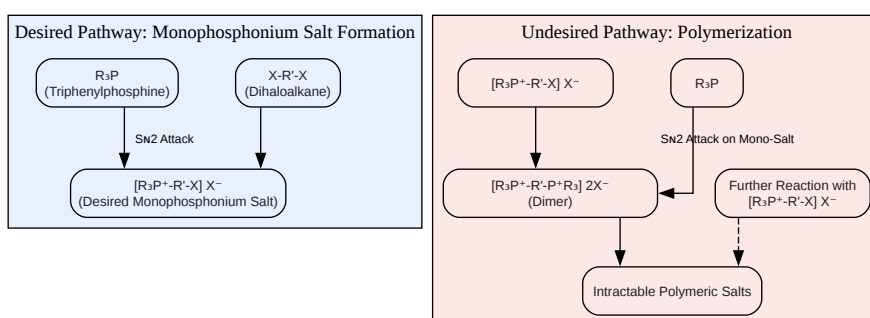 Desired Pathway: Monophosphonium Salt Formation
R₃P
(Triphenylphosphine)
X-R'-X
(Dihaloalkane)
Sɴ2 Attack
[R₃P⁺-R'-X] X⁻
(Desired Monophosphonium Salt)
Undesired Pathway: Polymerization
[R₃P⁺-R'-X] X⁻
R₃P
Sɴ2 Attack on Mono-Salt
[R₃P⁺-R'-P⁺R₃] 2X⁻
(Dimer)
Further Reaction with
[R₃P⁺-R'-X] X⁻
Intractable Polymeric Salts